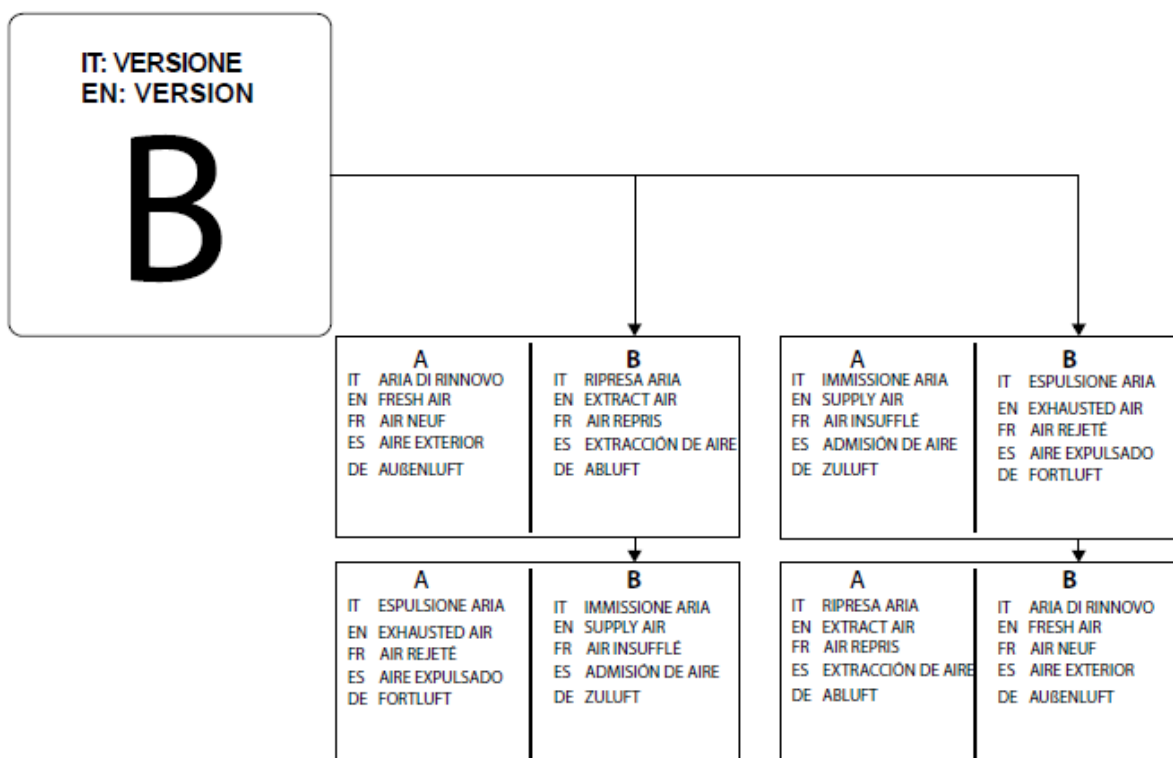 IT: VERSIONE
EN: VERSION
B
A
IT ARIA DI RINNOVO
EN FRESH AIR
FR AIR NEUF
ES AIRE EXTERIOR
DE AUßENLUFT
B
IT RIPRESA ARIA
EN EXTRACT AIR
FR AIR REPRIS
ES EXTRACCIÓN DE AIRE
DE ABLUFT
A
IT IMMISSIONE ARIA
EN SUPPLY AIR
FR AIR INSUFFLÉ
ES ADMISIÓN DE AIRE
DE ZULUFT
B
IT ESPULSIONE ARIA
EN EXHAUSTED AIR
FR AIR REJETÉ
ES AIRE EXPULSADO
DE FORTLUFT
A
IT ESPULSIONE ARIA
EN EXHAUSTED AIR
FR AIR REJETÉ
ES AIRE EXPULSADO
DE FORTLUFT
B
IT IMMISSIONE ARIA
EN SUPPLY AIR
FR AIR INSUFFLÉ
ES ADMISIÓN DE AIRE
DE ZULUFT
A
IT RIPRESA ARIA
EN EXTRACT AIR
FR AIR REPRIS
ES EXTRACCIÓN DE AIRE
DE ABLUFT
B
IT ARIA DI RINNOVO
EN FRESH AIR
FR AIR NEUF
ES AIRE EXTERIOR
DE AUßENLUFT